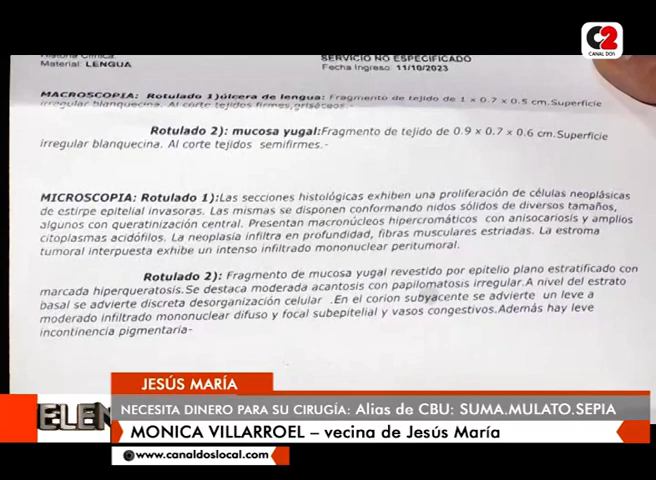 C2
CANAL DOS
Historia Clínica
Material: LENGUA
SERVICIO NO ESPECIFICADO
Fecha Ingreso: 11/10/2023
MACROSCOPIA: Rotulado 1)úlcera de lengua: Fragmento de tejido de 1 x 0.7 x 0.5 cm.Superficie
irregular blanquecina. Al corte tejidos firmes,grisáceos.-
Rotulado 2): mucosa yugal:Fragmento de tejido de 0.9 x 0.7 x 0.6 cm.Superficie
irregular blanquecina. Al corte tejidos semifirmes.-
MICROSCOPIA: Rotulado 1):Las secciones histológicas exhiben una proliferación de células neoplásicas
de estirpe epitelial invasoras. Las mismas se disponen conformando nidos sólidos de diversos tamaños,
algunos con queratinización central. Presentan macronúcleos hipercromáticos con anisocariosis y amplios
citoplasmas acidófilos. La neoplasia infiltra en profundidad, fibras musculares estriadas. La estroma
tumoral interpuesta exhibe un intenso infiltrado mononuclear peritumoral.
Rotulado 2): Fragmento de mucosa yugal revestido por epitelio plano estratificado con
marcada hiperqueratosis.Se destaca moderada acantosis con papilomatosis irregular.A nivel del estrato
basal se advierte discreta desorganización celular .En el corion subyacente se advierte un leve a
moderado infiltrado mononuclear difuso y focal subepitelial y vasos congestivos.Además hay leve
incontinencia pigmentaria-
JESÚS MARÍA
NECESITA DINERO PARA SU CIRUGÍA: Alias de CBU: SUMA.MULATO.SEPIA
ELEN
MONICA VILLARROEL – vecina de Jesús María
www.canaldoslocal.com